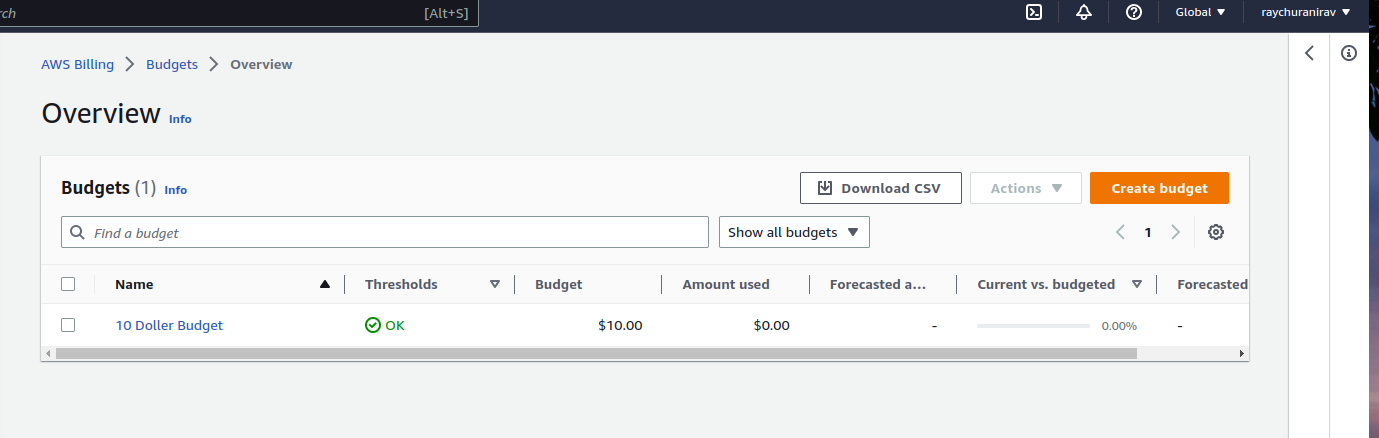 rch [Alt+S] Global raychuranirav
AWS Billing Budgets Overview
Overview Info
Budgets (1) Info Download CSV Actions Create budget
Find a budget Show all budgets 1
Name Thresholds Budget Amount used Forecasted a... Current vs. budgeted Forecasted
10 Doller Budget OK $10.00 $0.00 - 0.00% -